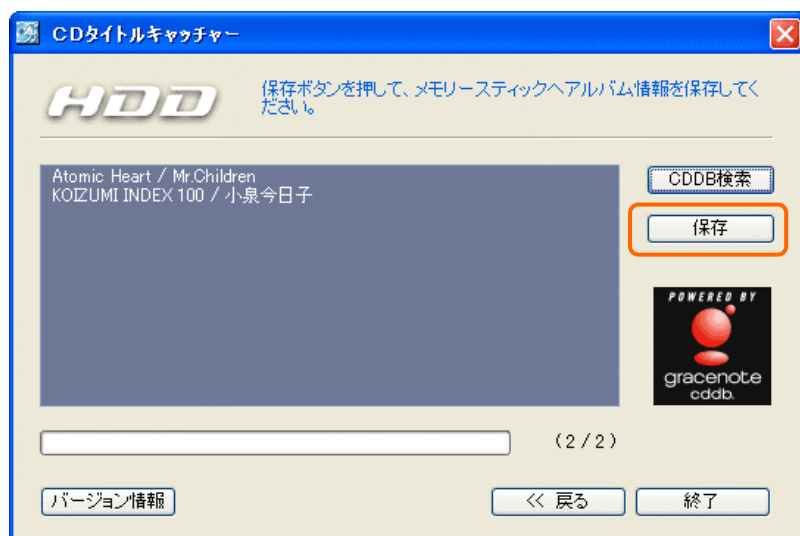 CDタイトルキャッチャー
HDD
保存ボタンを押して、メモリースティックへアルバム情報を保存してく
ださい。
Atomic Heart / Mr.Children
KOIZUMI INDEX 100 / 小泉今日子
CDDB検索
保存
POWERED BY
gracenote
cddb.
(2/2)
バージョン情報
<< 戻る
終了